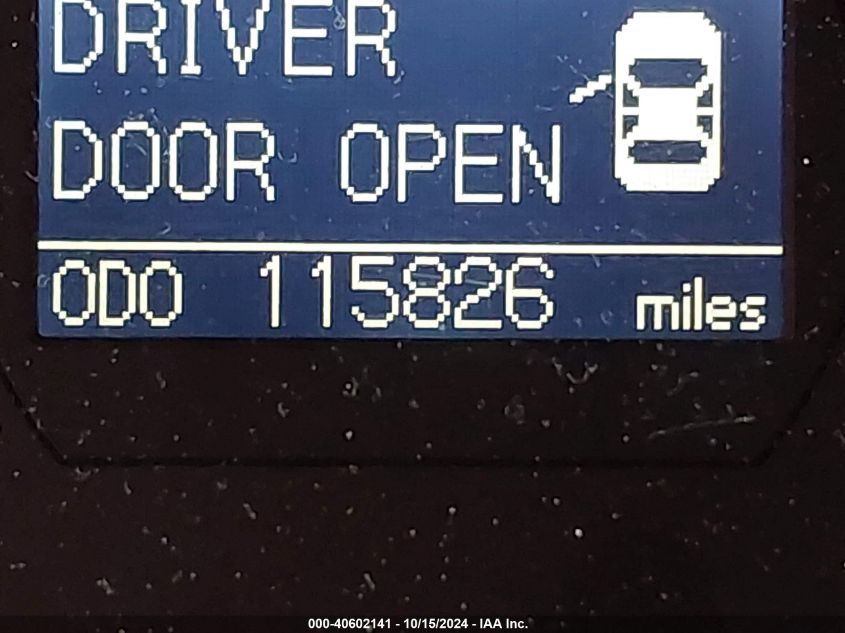 DRIVER
DOOR OPEN
ODO 115826 miles
000-40602141 - 10/15/2024 - IAA Inc.